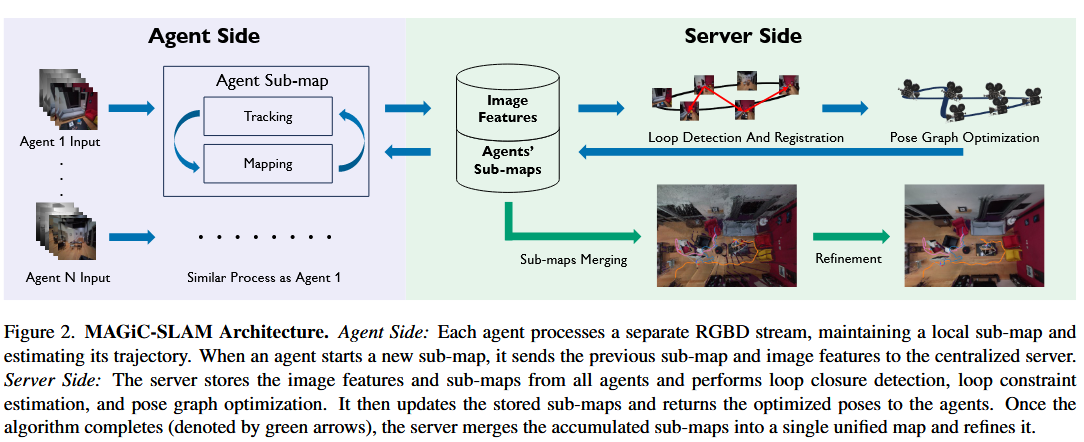 Agent Side
Server Side
Agent Sub-map
Tracking
Mapping
Agent 1 Input
Image
Features
Agents'
Sub-maps
Loop Detection And Registration
Pose Graph Optimization
Agent N Input
Similar Process as Agent 1
Sub-maps Merging
Refinement
Figure 2. MAGiC-SLAM Architecture. Agent Side: Each agent processes a separate RGBD stream, maintaining a local sub-map and
estimating its trajectory. When an agent starts a new sub-map, it sends the previous sub-map and image features to the centralized server.
Server Side: The server stores the image features and sub-maps from all agents and performs loop closure detection, loop constraint
estimation, and pose graph optimization. It then updates the stored sub-maps and returns the optimized poses to the agents. Once the
algorithm completes (denoted by green arrows), the server merges the accumulated sub-maps into a single unified map and refines it.